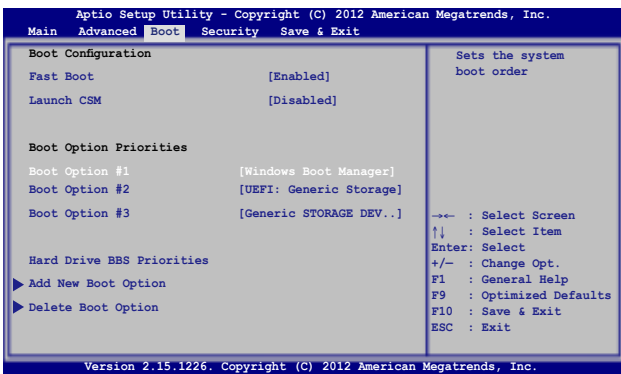 Aptio Setup Utility - Copyright (C) 2012 American Megatrends, Inc.
Main Advanced Boot Security Save & Exit
Boot Configuration
Fast Boot [Enabled]
Launch CSM [Disabled]
Boot Option Priorities
Boot Option #1 [Windows Boot Manager]
Boot Option #2 [UEFI: Generic Storage]
Boot Option #3 [Generic STORAGE DEV..]
Hard Drive BBS Priorities
Add New Boot Option
Delete Boot Option
Sets the system
boot order
→← : Select Screen
↑↓ : Select Item
Enter: Select
+/— : Change Opt.
F1 : General Help
F9 : Optimized Defaults
F10 : Save & Exit
ESC : Exit
Version 2.15.1226. Copyright (C) 2012 American Megatrends, Inc.